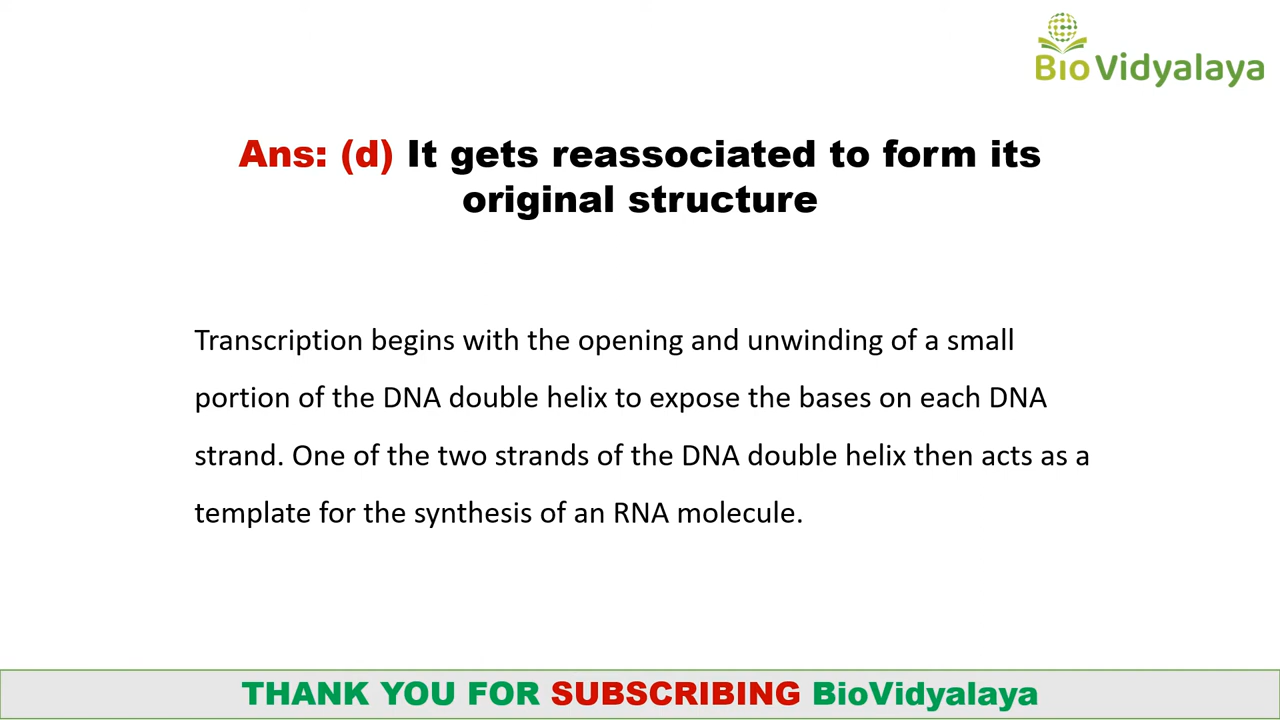 Bio Vidyalaya
Ans: (d) It gets reassociated to form its
original structure
Transcription begins with the opening and unwinding of a small
portion of the DNA double helix to expose the bases on each DNA
strand. One of the two strands of the DNA double helix then acts as a
template for the synthesis of an RNA molecule.
THANK YOU FOR SUBSCRIBING BioVidyalaya